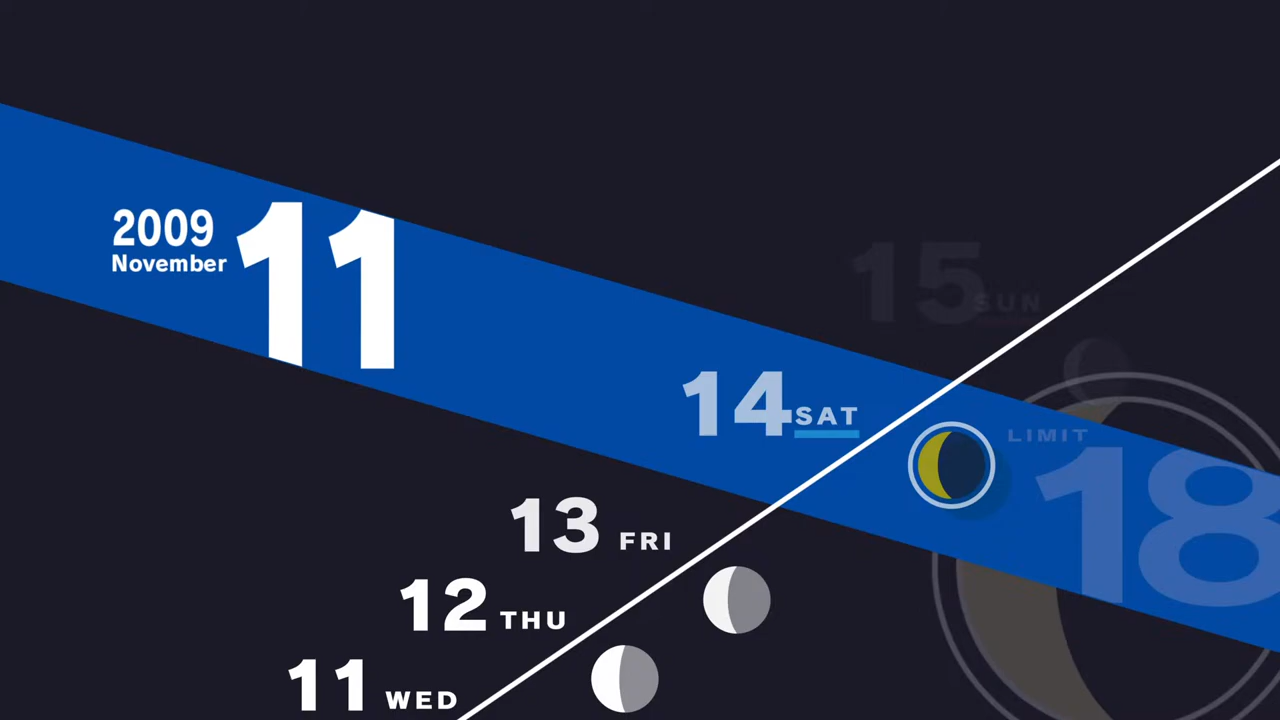 2009
November
11
15 SUN
14 SAT
LIMIT
18
13 FRI
12 THU
11 WED